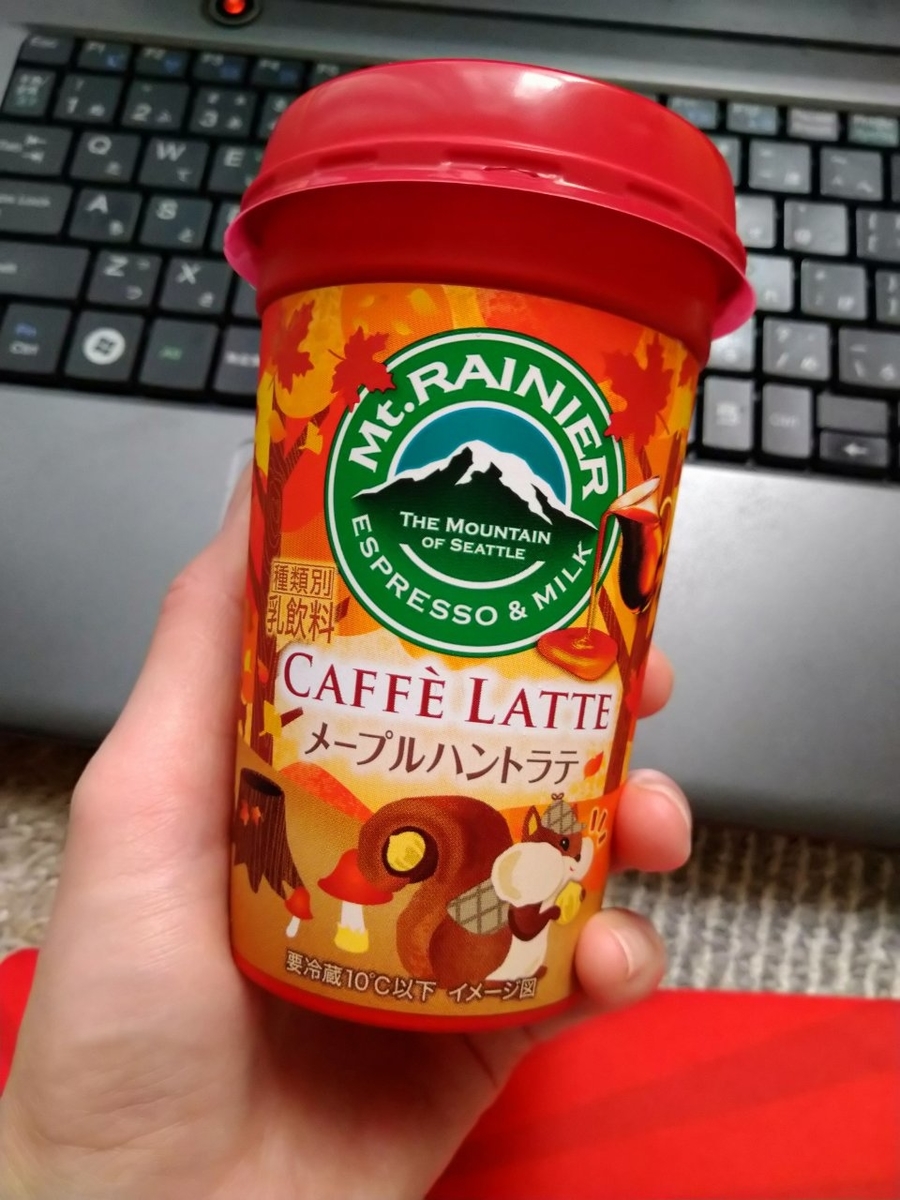 Mt. RAINIER
THE MOUNTAIN
OF SEATTLE
ESPRESSO & MILK
種類別
乳飲料
CAFFÈ LATTE
メープルハントラテ
要冷蔵10℃以下 イメージ図
Esc
Q
W
E
A
S
Z
X
Ctrl